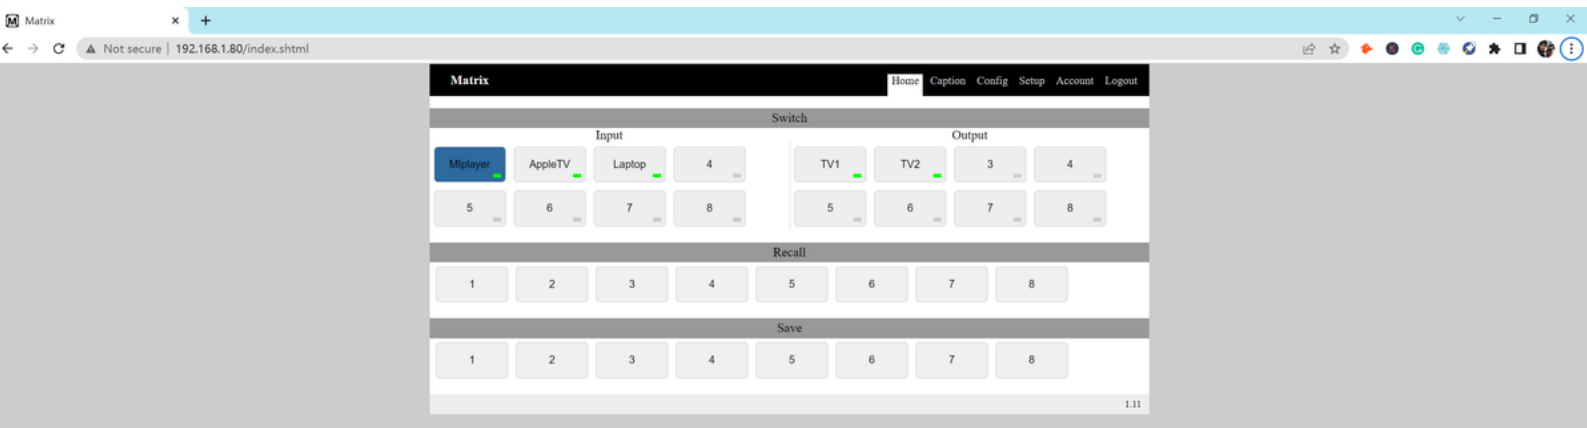 M Matrix
Not secure | 192.168.1.80/index.shtml
Matrix Home Caption Config Setup Account Logout
Switch
Input Output
MIplayer AppleTV Laptop 4 TV1 TV2 3 4
5 6 7 8 5 6 7 8
Recall
1 2 3 4 5 6 7 8
Save
1 2 3 4 5 6 7 8
1.11